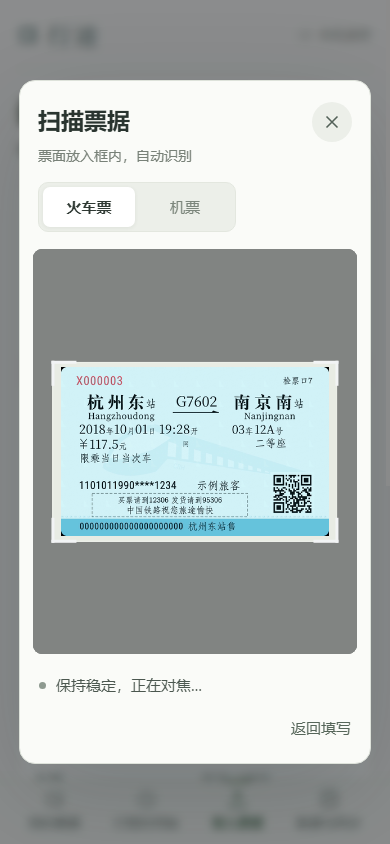 扫描票据
票面放入框内，自动识别
火车票 机票
X000003 检票口7
杭州东站 G7602 南京南站
Hangzhoudong Nanjingnan
2018年10月01日 19:28开 03车12A号
￥117.5元 网 二等座
限乘当日当次车
1101011990****1234 示例旅客
买票请到12306 发货请到95306
中国铁路祝您旅途愉快
000000000000000000000 杭州东站售
保持稳定，正在对焦...
返回填写